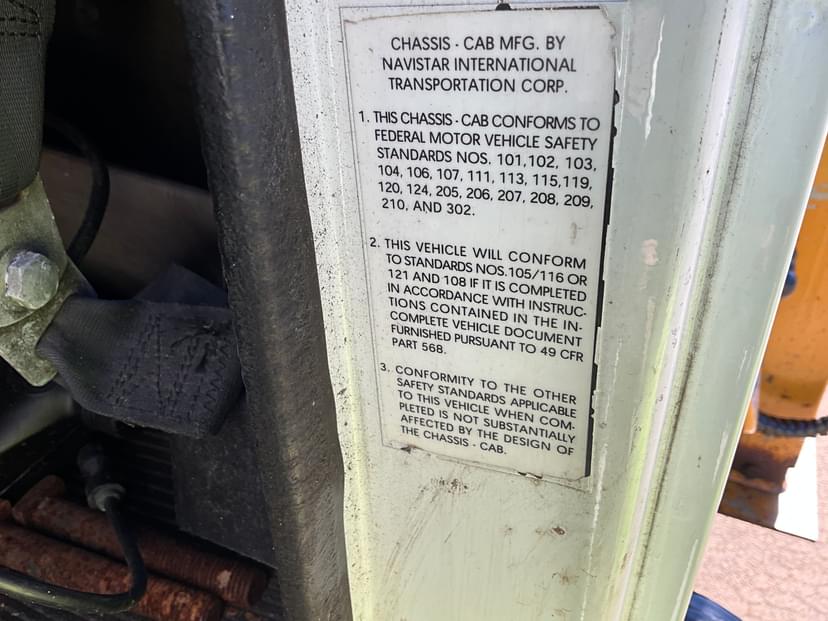 CHASSIS - CAB MFG. BY
NAVISTAR INTERNATIONAL
TRANSPORTATION CORP.
1. THIS CHASSIS - CAB CONFORMS TO
FEDERAL MOTOR VEHICLE SAFETY
STANDARDS NOS. 101,102, 103,
104, 106, 107, 111, 113, 115,119,
120, 124, 205, 206, 207, 208, 209,
210, AND 302.
2. THIS VEHICLE WILL CONFORM
TO STANDARDS NOS.105/116 OR
121 AND 108 IF IT IS COMPLETED
IN ACCORDANCE WITH INSTRUC-
TIONS CONTAINED IN THE IN-
COMPLETE VEHICLE DOCUMENT
FURNISHED PURSUANT TO 49 CFR
PART 568.
3. CONFORMITY TO THE OTHER
SAFETY STANDARDS APPLICABLE
TO THIS VEHICLE WHEN COM-
PLETED IS NOT SUBSTANTIALLY
AFFECTED BY THE DESIGN OF
THE CHASSIS - CAB.